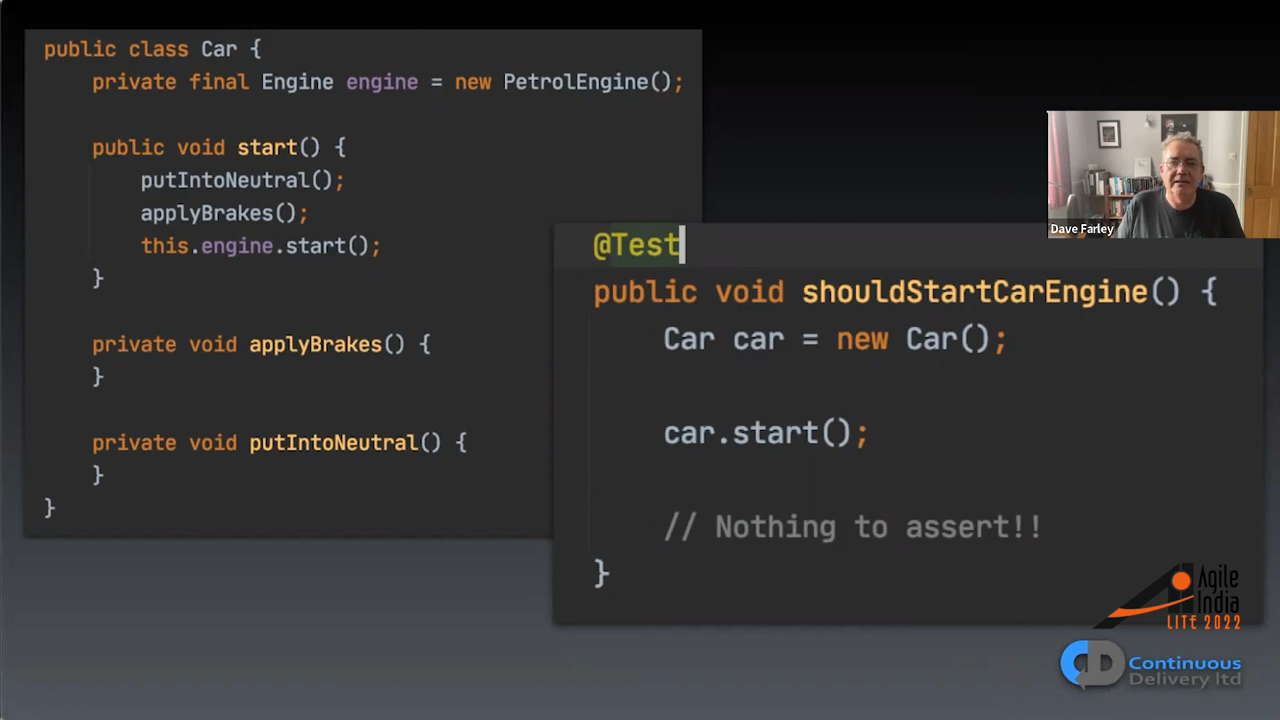 public class Car {
private final Engine engine = new PetrolEngine();
public void start() {
putIntoNeutral();
applyBrakes();
this.engine.start();
}
private void applyBrakes() {
}
private void putIntoNeutral() {
}
}
Dave Farley
@Test
public void shouldStartCarEngine() {
Car car = new Car();
car.start();
// Nothing to assert!!
}
Agile
India
LITE 2022
CD
Continuous
Delivery ltd